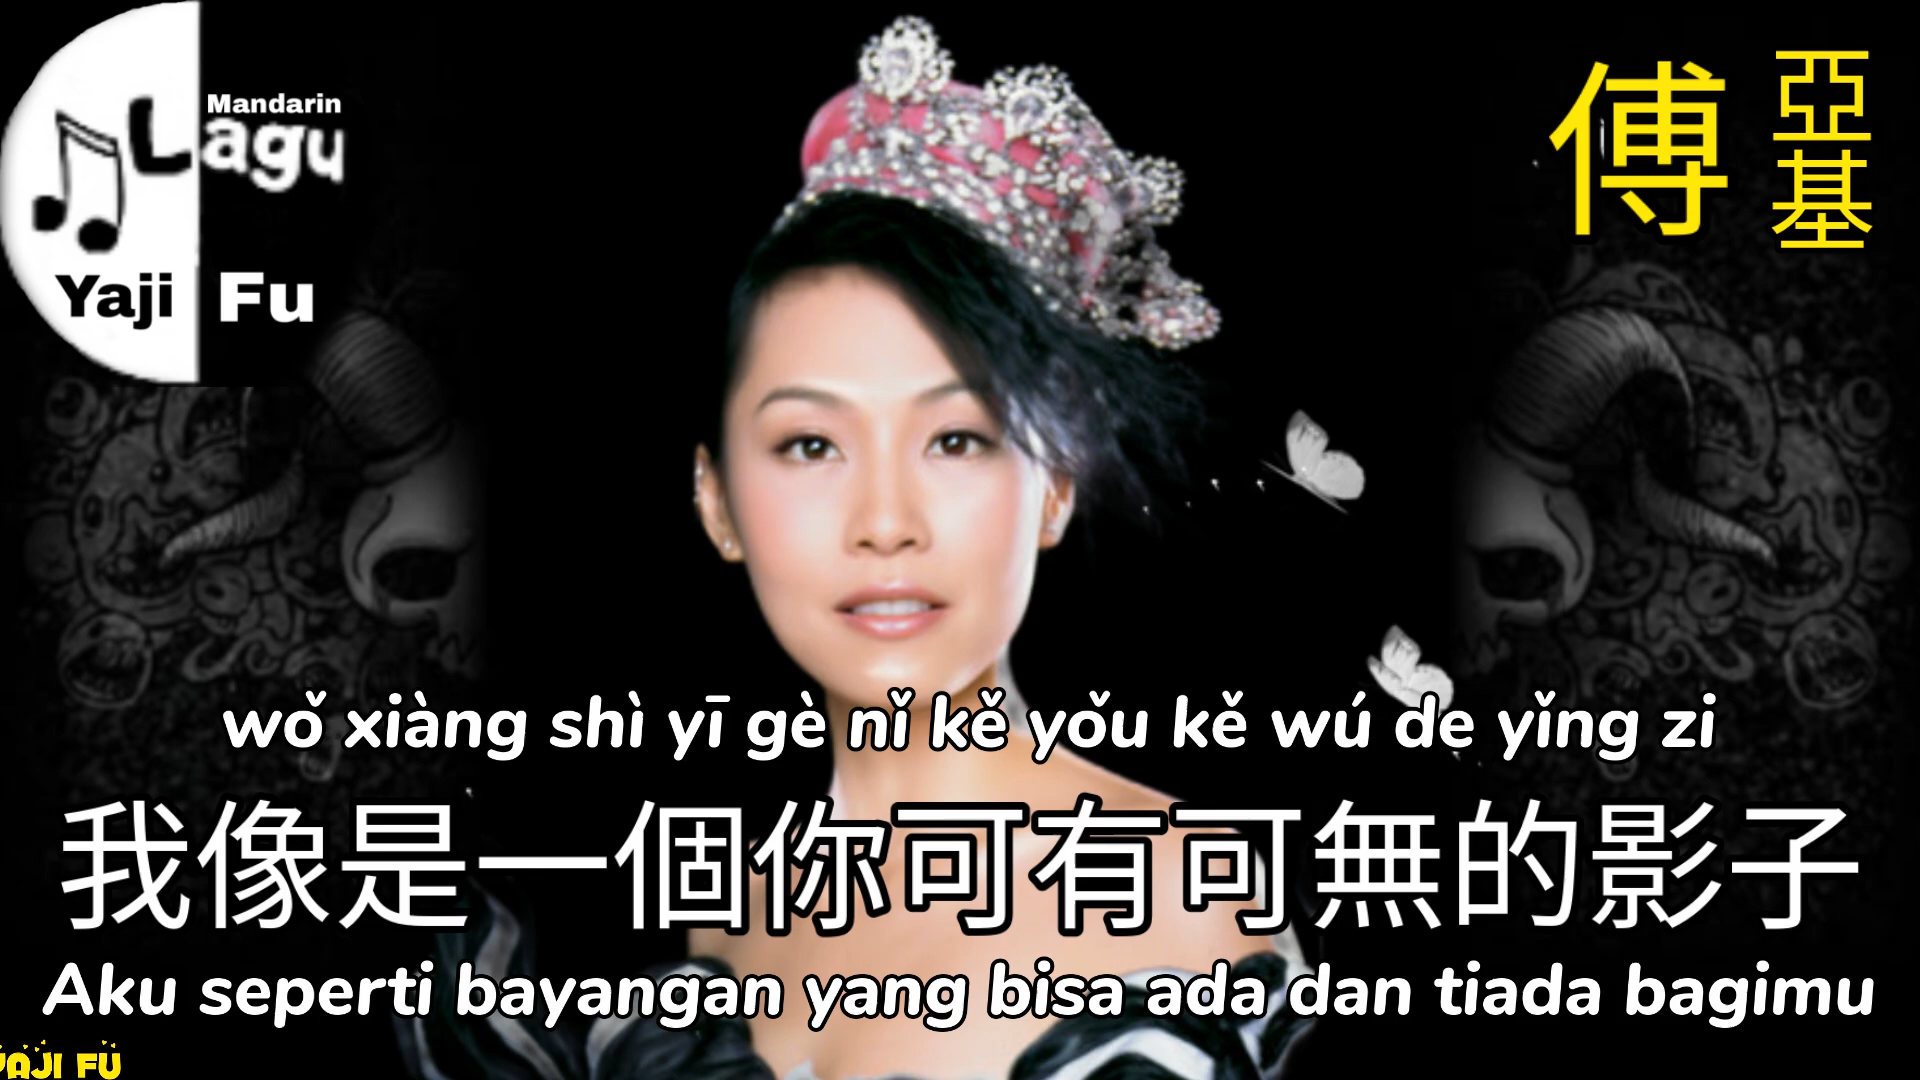 Mandarin
Lagu
Yaji Fu
傅
亞基
wǒ xiàng shì yī gè nǐ kě yǒu kě wú de yǐng zi
我像是一個你可有可無的影子
Aku seperti bayangan yang bisa ada dan tiada bagimu
YAJI FU